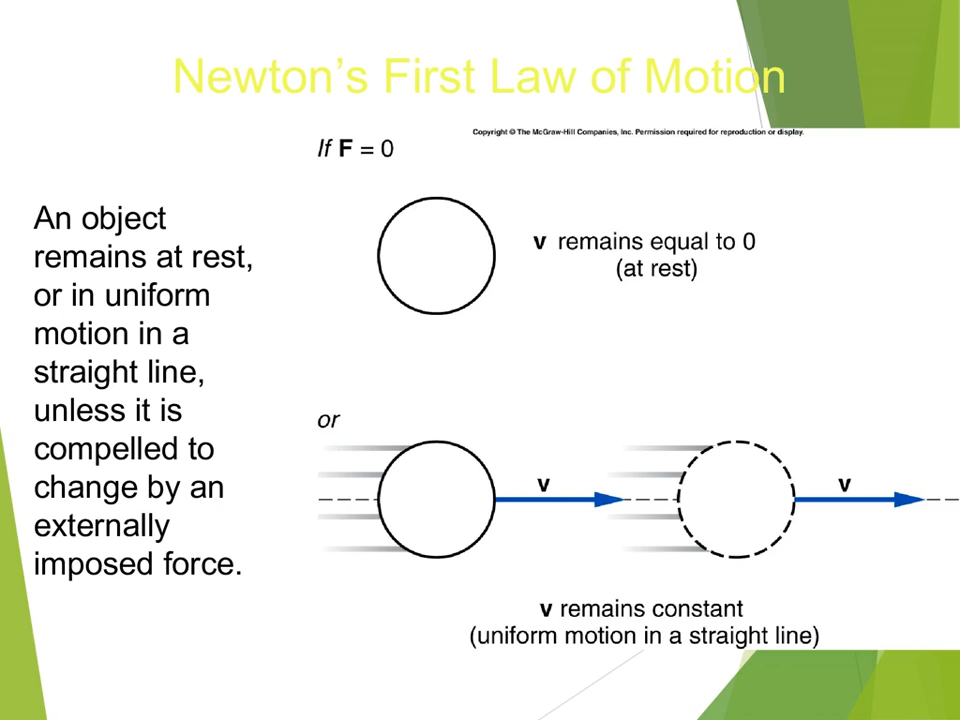 Newton’s First Law of Motion
Copyright © The McGraw-Hill Companies, Inc. Permission required for reproduction or display.
If F = 0
An object
remains at rest,
or in uniform
motion in a
straight line,
unless it is
compelled to
change by an
externally
imposed force.
v remains equal to 0
(at rest)
or
v
v
v remains constant
(uniform motion in a straight line)